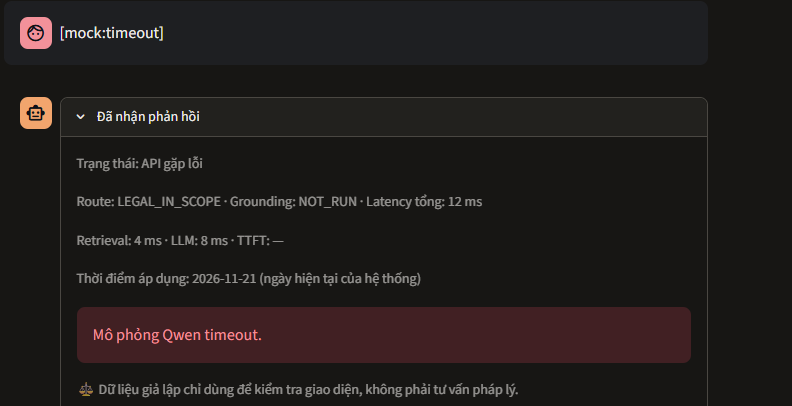 [mock:timeout]
Đã nhận phản hồi
Trạng thái: API gặp lỗi
Route: LEGAL_IN_SCOPE · Grounding: NOT_RUN · Latency tổng: 12 ms
Retrieval: 4 ms · LLM: 8 ms · TTFT: —
Thời điểm áp dụng: 2026-11-21 (ngày hiện tại của hệ thống)
Mô phỏng Qwen timeout.
⚖️ Dữ liệu giả lập chỉ dùng để kiểm tra giao diện, không phải tư vấn pháp lý.